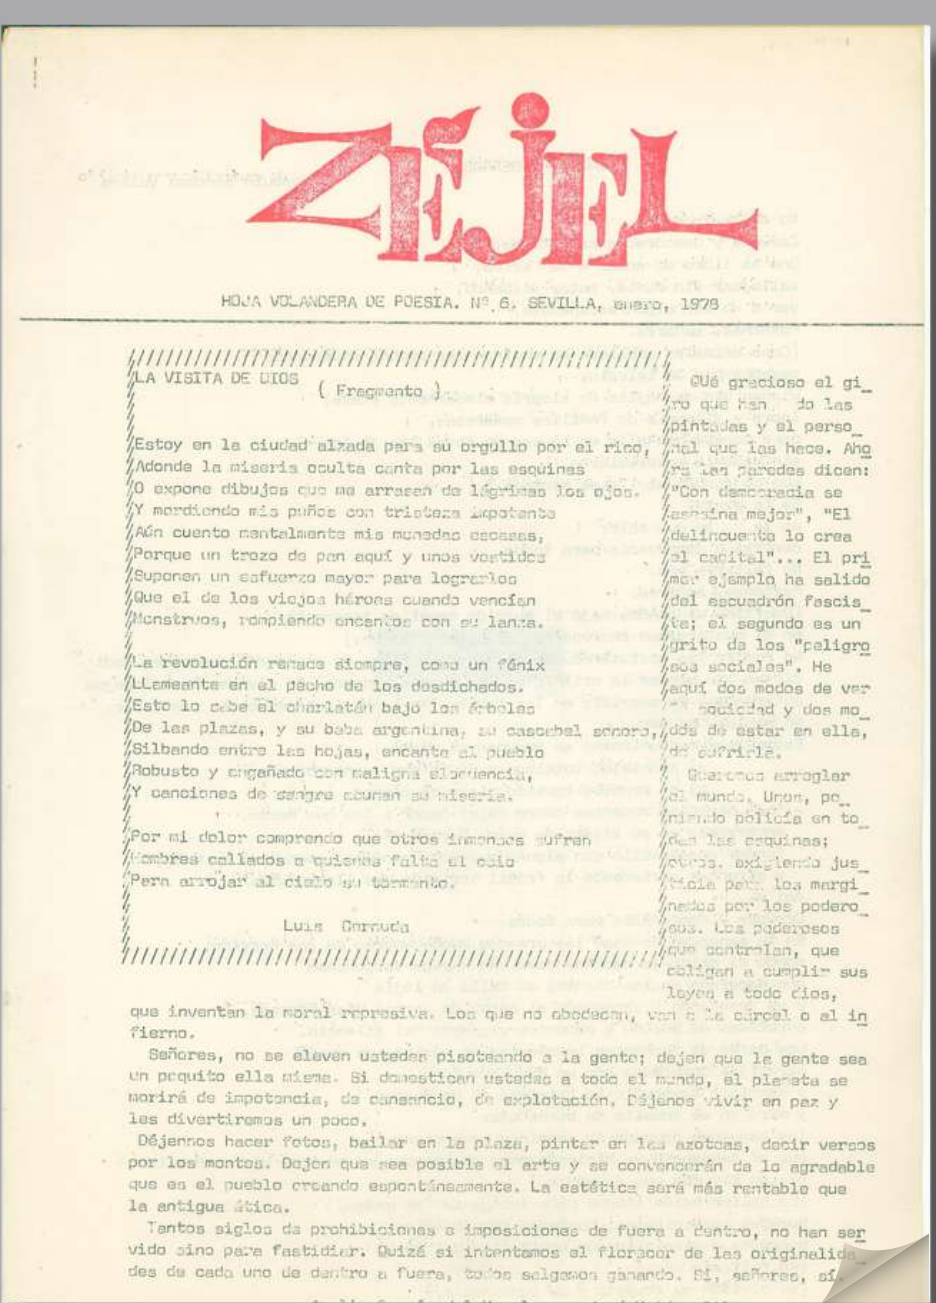 ZÉJEL
HOJA VOLANDERA DE POESIA. Nº 6. SEVILLA, enero, 1978
LA VISITA DE DIOS
( Fragmento )
Estoy en la ciudad alzada para su orgullo por el rico,
Adonde la miseria oculta canta por las esquinas
O expone dibujos que me arrasan de lágrimas los ojos.
Y mordiendo mis puños con tristeza impotente
Aún cuento mentalmente mis monedas escasas,
Porque un trozo de pan aquí y unos vestidos
Suponen un esfuerzo mayor para lograrlos
Que el de los viejos héroes cuando vencían
Monstruos, rompiendo encantos con su lanza.
La revolución renace siempre, como un fénix
LLameante en el pecho de los desdichados.
Esto lo sabe el charlatán bajo los árboles
De las plazas, y su baba argentina, su cascabel sonoro,
Silbando entre las hojas, encanta al pueblo
Robusto y engañado con maligna elocuencia,
Y canciones de sangre acunan su miseria.
Por mi dolor comprendo que otros inmensos sufren
Hombres callados a quienes falta el ocio
Para arrojar al cielo su tormento.
Luis Cernuda
QUé gracioso el gi_
ro que han do las
pintadas y el perso_
nal que las hace. Aho
ra las paredes dicen:
"Con democracia se
asesina mejor", "El
delincuente lo crea
el capital"... El pri
mer ejemplo ha salido
del escuadrón fascis_
ta; el segundo es un
grito de los "peligro
sos sociales". He
aquí dos modos de ver
sociedad y dos mo_
dos de estar en ella,
de sufrirla.
Queremos arreglar
el mundo. Unos, po_
niendo policía en to_
das las esquinas;
otros, exigiendo jus_
ticia para los margi_
nados por los podero_
sos. Los poderosos
que controlan, que
obligan a cumplir sus
leyes a todo dios,
que inventan la moral represiva. Los que no obedecen, van a la cárcel o al in
fierno.
Señores, no se eleven ustedes pisoteando a la gente; dejen que la gente sea
un poquito ella misma. Si domestican ustedes a todo el mundo, el planeta se
morirá de impotencia, de cansancio, de explotación. Déjenos vivir en paz y
les divertiremos un poco.
Déjennos hacer fotos, bailar en la plaza, pintar en las azoteas, decir versos
por los montes. Dejen que sea posible el arte y se convencerán de lo agradable
que es el pueblo creando espontáneamente. La estética será más rentable que
la antigua ática.
Tantos siglos de prohibiciones e imposiciones de fuera a dentro, no han ser
vido sino para fastidiar. Quizé si intentamos el florecer de las originalida_
des de cada uno de dentro a fuera, todos salgamos ganando. Sí, señores, sí.